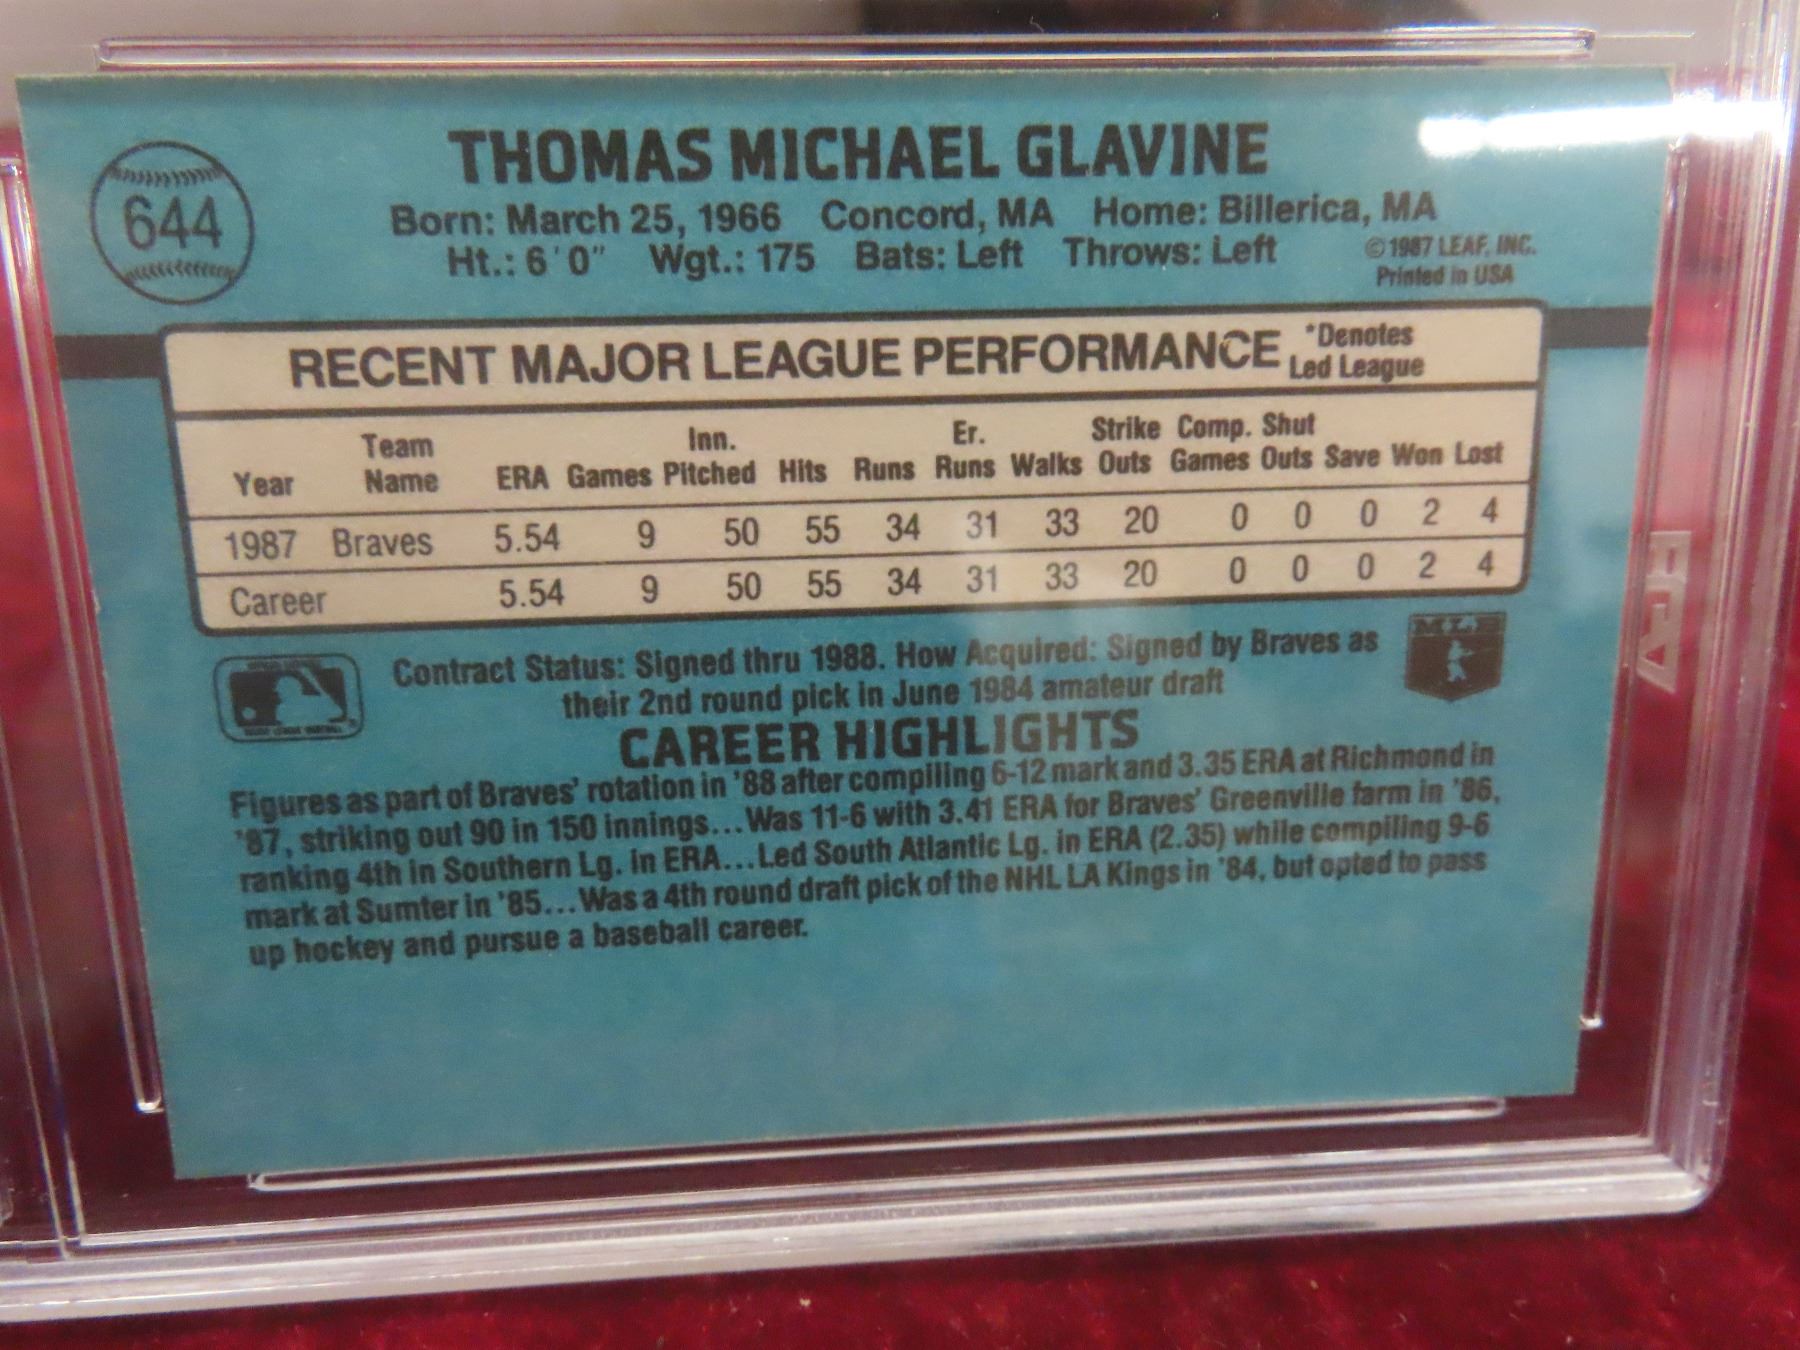 644
THOMAS MICHAEL GLAVINE
Born: March 25, 1966 Concord, MA Home: Billerica, MA
Ht.: 6'0" Wgt.: 175 Bats: Left Throws: Left
©1987 LEAF, INC.
Printed in USA
RECENT MAJOR LEAGUE PERFORMANCE *Denotes Led League
Year Team Name ERA Games Inn. Pitched Hits Runs Er. Runs Walks Strike Outs Comp. Games Shut Outs Save Won Lost
1987 Braves 5.54 9 50 55 34 31 33 20 0 0 0 2 4
Career 5.54 9 50 55 34 31 33 20 0 0 0 2 4
Contract Status: Signed thru 1988. How Acquired: Signed by Braves as
their 2nd round pick in June 1984 amateur draft
CAREER HIGHLIGHTS
Figures as part of Braves' rotation in '88 after compiling 6-12 mark and 3.35 ERA at Richmond in
'87, striking out 90 in 150 innings...Was 11-6 with 3.41 ERA for Braves' Greenville farm in '86,
ranking 4th in Southern Lg. in ERA...Led South Atlantic Lg. in ERA (2.35) while compiling 9-6
mark at Sumter in '85...Was a 4th round draft pick of the NHL LA Kings in '84, but opted to pass
up hockey and pursue a baseball career.